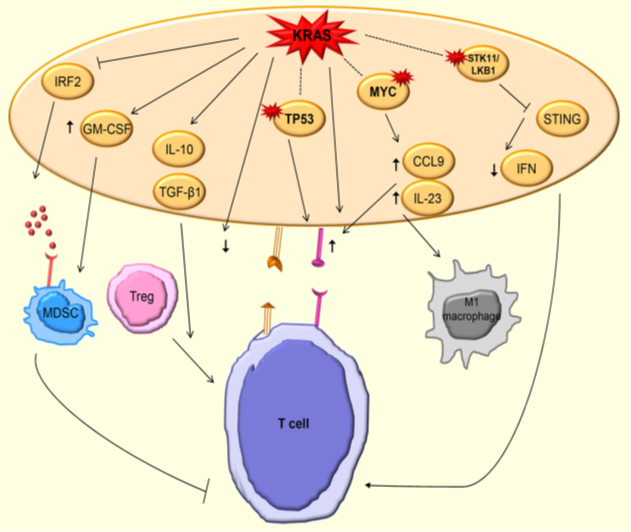 KRAS
STK11/
LKB1
IRF2
MYC
GM-CSF
TP53
STING
IL-10
CCL9
IFN
TGF-β1
IL-23
Treg
M1
macrophage
MDSC
T cell